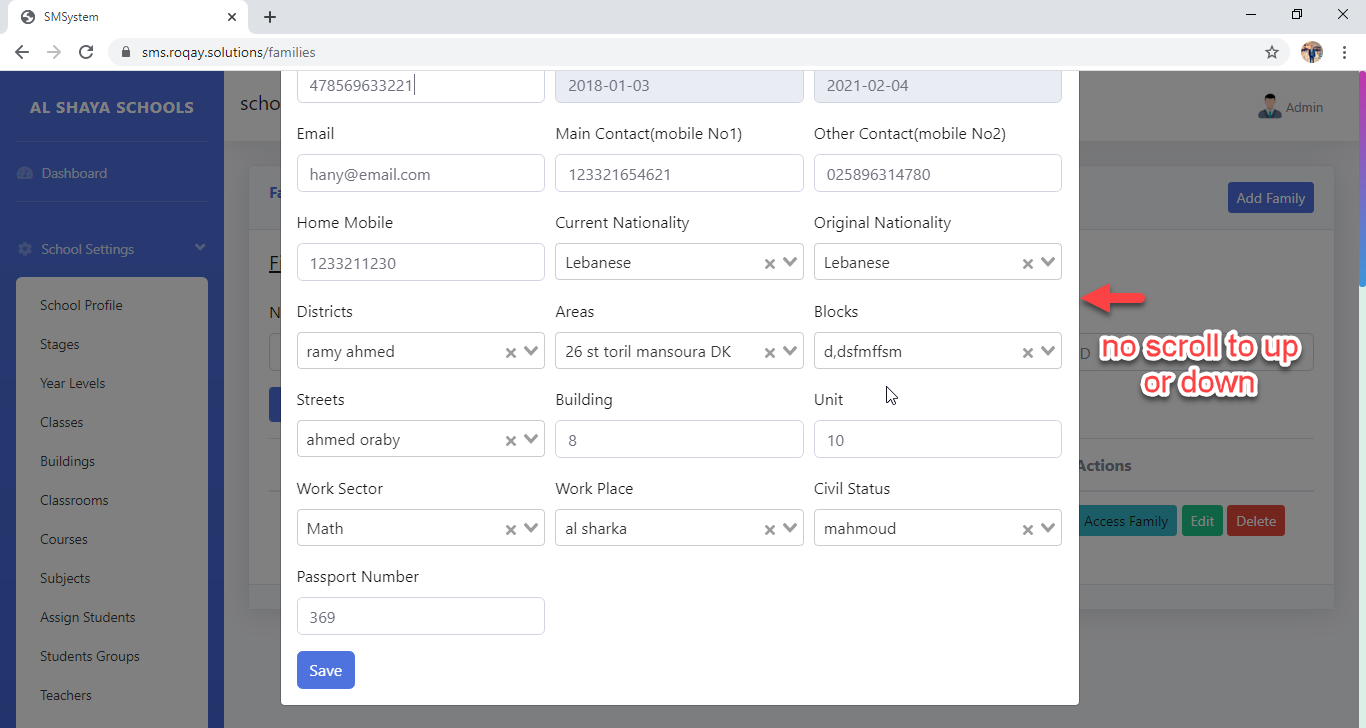 SMSystem
sms.roqay.solutions/families
AL SHAYA SCHOOLS
Dashboard
School Settings
School Profile
Stages
Year Levels
Classes
Buildings
Classrooms
Courses
Subjects
Assign Students
Students Groups
Teachers
scho
Admin
Fa
Add Family
Fi
N
D
Actions
Access Family Edit Delete
478569633221 2018-01-03 2021-02-04
Email Main Contact(mobile No1) Other Contact(mobile No2)
hany@email.com 123321654621 025896314780
Home Mobile Current Nationality Original Nationality
1233211230 Lebanese Lebanese
Districts Areas Blocks
ramy ahmed 26 st toril mansoura DK d,dsfmffsm
Streets Building Unit
ahmed oraby 8 10
Work Sector Work Place Civil Status
Math al sharka mahmoud
Passport Number
369
Save
no scroll to up
or down